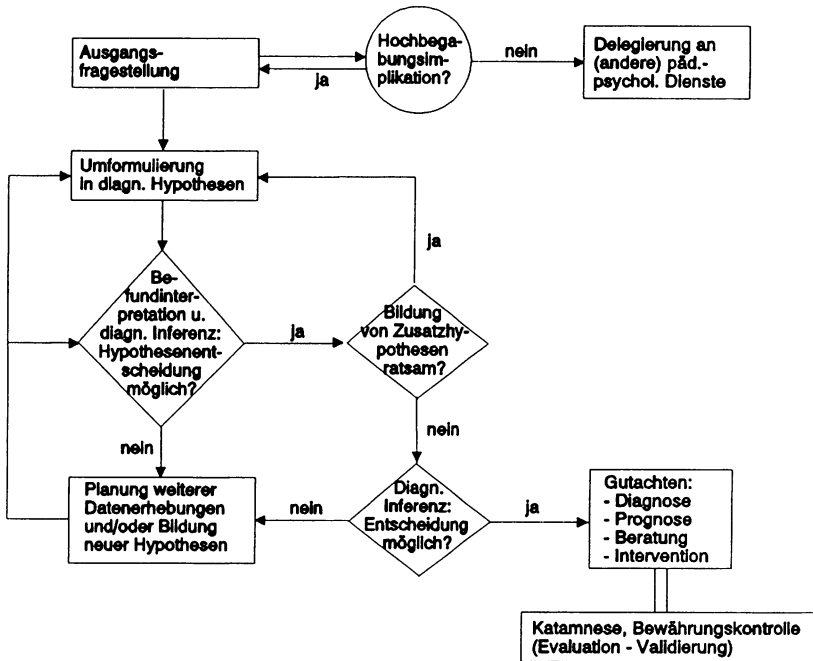 Ausgangs-
fragestellung
Hochbega-
bungsim-
plikation?
nein
ja
Delegierung an
(andere) päd.-
psychol. Dienste
Umformulierung
in diagn. Hypothesen
ja
Be-
fundinter-
pretation u.
diagn. Inferenz:
Hypothesenent-
scheidung
möglich?
ja
Bildung
von Zusatzhy-
pothesen
ratsam?
nein
nein
Planung weiterer
Datenerhebungen
und/oder Bildung
neuer Hypothesen
nein
Diagn.
Inferenz:
Entscheidung
möglich?
ja
Gutachten:
- Diagnose
- Prognose
- Beratung
- Intervention
Katamnese, Bewährungskontrolle
(Evaluation - Validierung)